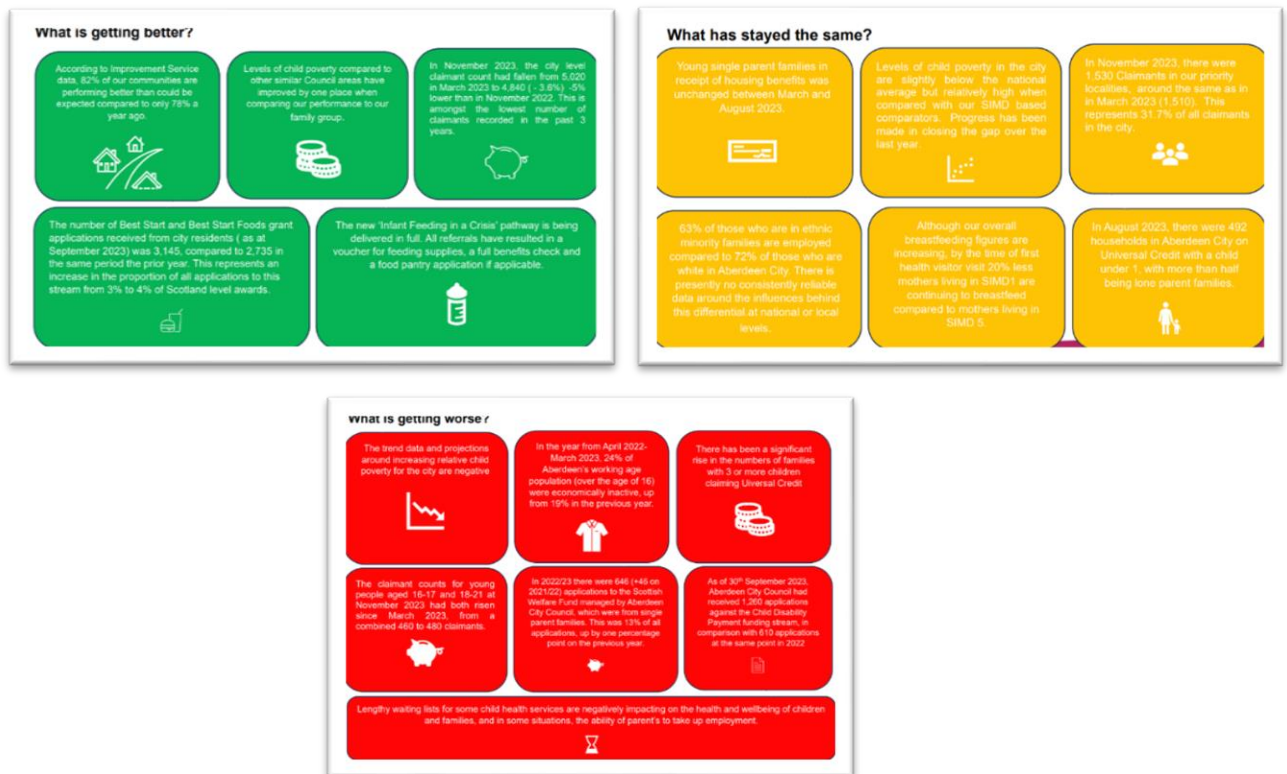 What is getting better?
According to Improvement Service
data, 82% of our communities are
performing better than could be
expected compared to only 78% a
year ago.
Levels of child poverty compared to
other similar Council areas have
improved by one place when
comparing our performance to our
family group.
In November 2023, the city level
claimant count had fallen from 5,020
in March 2023 to 4,840 ( - 3.6%) -5%
lower than in November 2022. This is
amongst the lowest number of
claimants recorded in the past 3
years.
The number of Best Start and Best Start Foods grant
applications received from city residents ( as at
September 2023) was 3,145, compared to 2,735 in
the same period the prior year. This represents an
increase in the proportion of all applications to this
stream from 3% to 4% of Scotland level awards.
The new 'Infant Feeding in a Crisis' pathway is being
delivered in full. All referrals have resulted in a
voucher for feeding supplies, a full benefits check and
a food pantry application if applicable.
What has stayed the same?
Young single parent families in
receipt of housing benefits was
unchanged between March and
August 2023.
Levels of child poverty in the city
are slightly below the national
average but relatively high when
compared with our SIMD based
comparators. Progress has been
made in closing the gap over the
last year.
In November 2023, there were
1,530 Claimants in our priority
localities, around the same as in
in March 2023 (1,510). This
represents 31.7% of all claimants
in the city.
63% of those who are in ethnic
minority families are employed
compared to 72% of those who are
white in Aberdeen City. There is
presently no consistently reliable
data around the influences behind
this differential at national or local
levels.
Although our overall
breastfeeding figures are
increasing, by the time of first
health visitor visit 20% less
mothers living in SIMD1 are
continuing to breastfeed
compared to mothers living in
SIMD 5.
In August 2023, there were 492
households in Aberdeen City on
Universal Credit with a child
under 1, with more than half
being lone parent families.
What is getting worse?
The trend data and projections
around increasing relative child
poverty for the city are negative
In the year from April 2022-
March 2023, 24% of
Aberdeen's working age
population (over the age of 16)
were economically inactive, up
from 19% in the previous year.
There has been a significant
rise in the numbers of families
with 3 or more children
claiming Uiversal Credit
The claimant counts for young
people aged 16-17 and 18-21 at
November 2023 had both risen
since March 2023, from a
combined 460 to 480 claimants.
In 2022/23 there were 646 (+46 on
2021/22) applications to the Scottish
Welfare Fund managed by Aberdeen
City Council, which were from single
parent families. This was 13% of all
applications, up by one percentage
point on the previous year.
As of 30th September 2023,
Aberdeen City Council had
received 1,260 applications
against the Child Disability
Payment funding stream, in
comparison with 610 applications
at the same point in 2022
Lengthy waiting lists for some child health services are negatively impacting on the health and wellbeing of children
and families, and in some situations, the ability of parent's to take up employment.